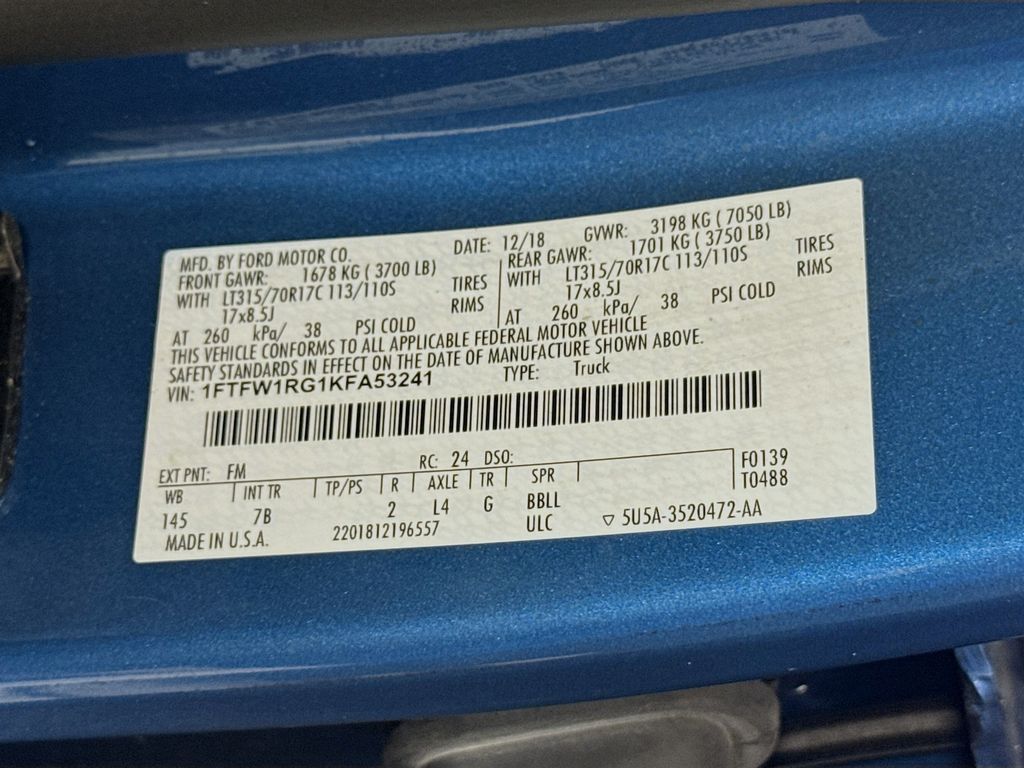 MFD. BY FORD MOTOR CO. DATE: 12/18 GVWR: 3198 KG ( 7050 LB)
FRONT GAWR: 1678 KG ( 3700 LB) REAR GAWR: 1701 KG ( 3750 LB)
WITH LT315/70R17C 113/110S TIRES WITH LT315/70R17C 113/110S TIRES
17x8.5J RIMS 17x8.5J RIMS
AT 260 kPa/ 38 PSI COLD AT 260 kPa/ 38 PSI COLD
THIS VEHICLE CONFORMS TO ALL APPLICABLE FEDERAL MOTOR VEHICLE
SAFETY STANDARDS IN EFFECT ON THE DATE OF MANUFACTURE SHOWN ABOVE.
VIN: 1FTFW1RG1KFA53241 TYPE: Truck
EXT PNT: FM RC: 24 DSO: F0139
WB INT TR TP/PS R AXLE TR SPR T0488
145 7B 2 L4 G BBLL
MADE IN U.S.A. 2201812196557 ULC ▽ 5U5A-3520472-AA